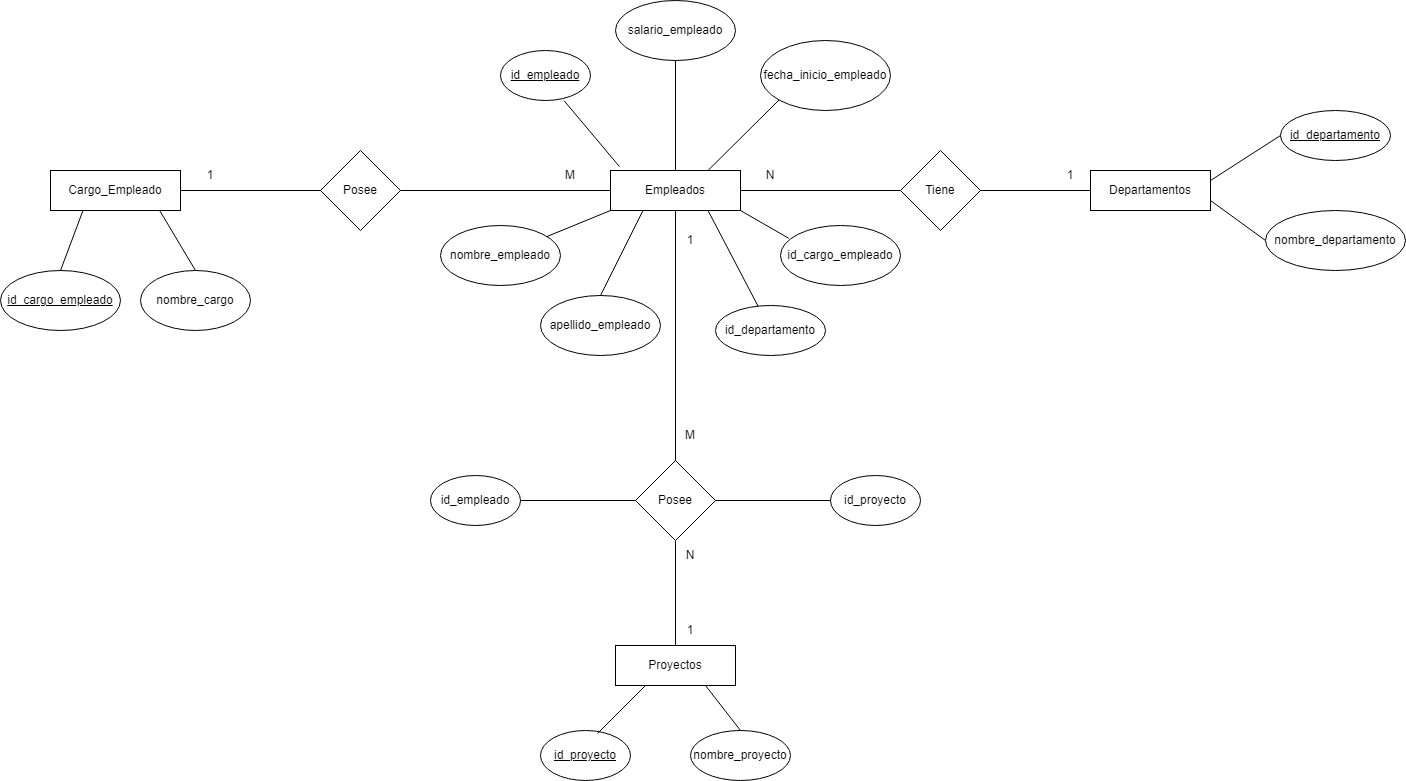 salario_empleado
id_empleado
fecha_inicio_empleado
id_departamento
1
M
N
1
Cargo_Empleado
Posee
Empleados
Tiene
Departamentos
1
nombre_empleado
id_cargo_empleado
nombre_departamento
id_cargo_empleado
nombre_cargo
apellido_empleado
id_departamento
M
id_empleado
Posee
id_proyecto
N
1
Proyectos
id_proyecto
nombre_proyecto